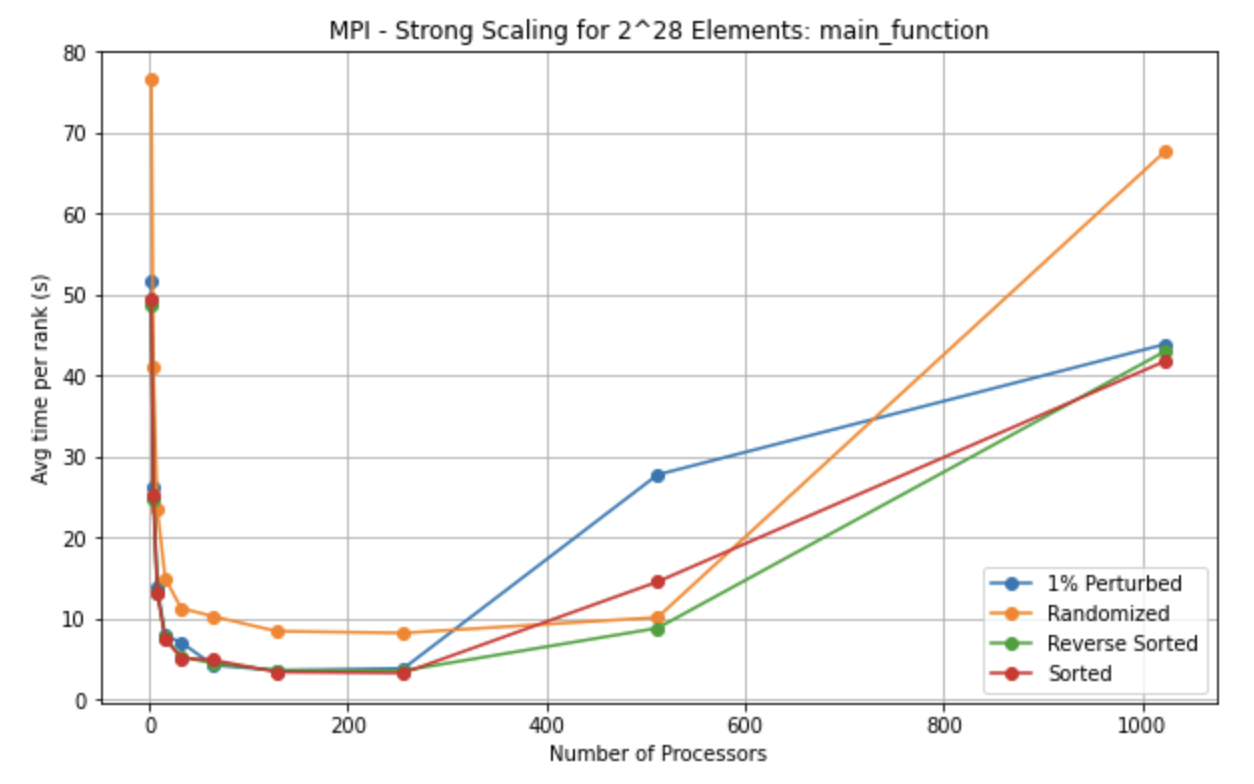 MPI - Strong Scaling for 2^28 Elements: main_function
80
70
60
50
40
30
20
10
0
Avg time per rank (s)
0 200 400 600 800 1000
Number of Processors
1% Perturbed
Randomized
Reverse Sorted
Sorted